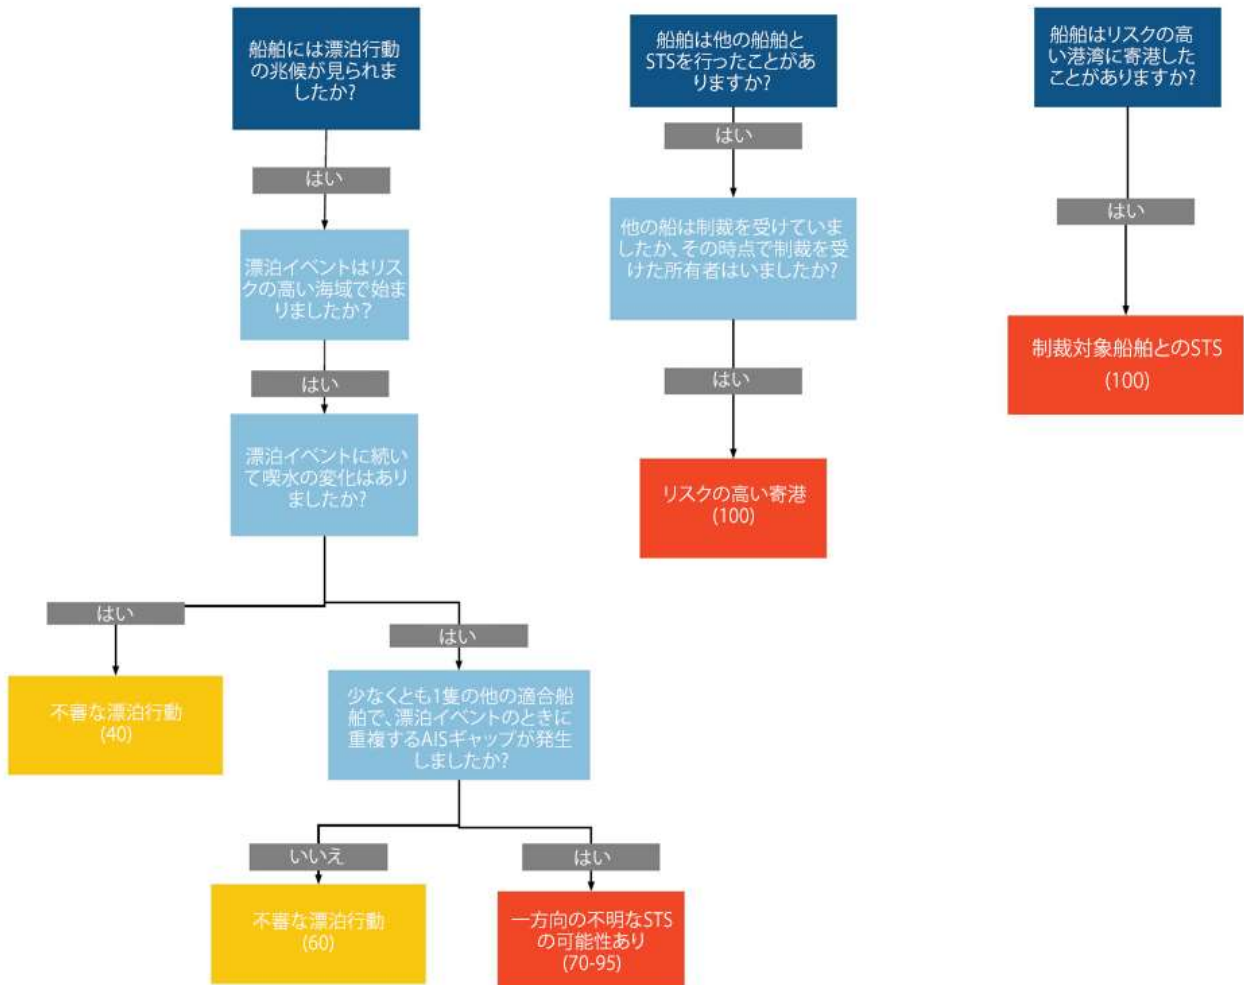 船舶には漂泊行動
の兆候が見られま
したか?
はい
漂泊イベントはリス
クの高い海域で始ま
りましたか？
はい
漂泊イベントに続い
て喫水の変化はあり
ましたか?
はい
不審な漂泊行動
(40)
はい
少なくとも1隻の他の適合船
舶で、漂泊イベントのときに
重複するAISギャップが発生
しましたか?
いいえ
不審な漂泊行動
(60)
はい
一方向の不明なSTS
の可能性あり
(70-95)
船舶は他の船舶と
STSを行ったことがあ
りますか?
はい
他の船は制裁を受けていま
したか、その時点で制裁を受
けた所有者はいましたか?
はい
リスクの高い寄港
(100)
船舶はリスクの高
い港湾に寄港した
ことがありますか?
はい
制裁対象船舶とのSTS
(100)